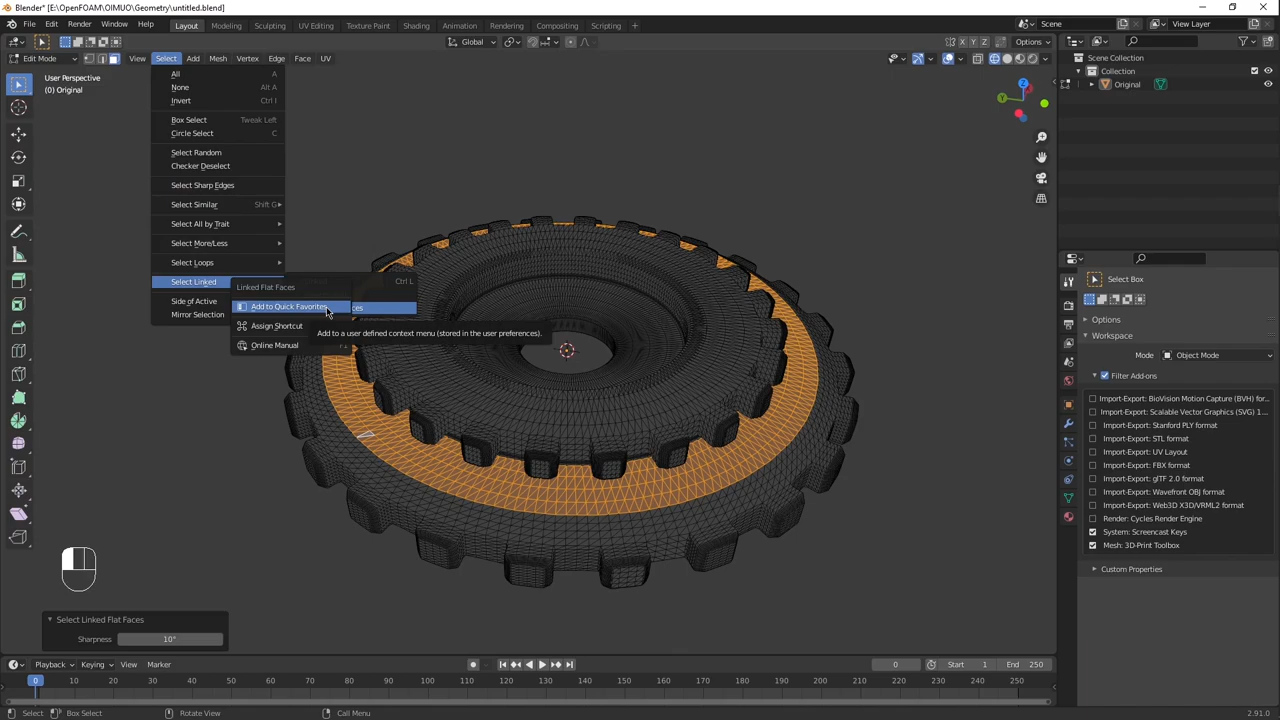 Blender* [E:\OpenFOAM\OIMUO\Geometry\untitled.blend]
File Edit Render Window Help Layout Modeling Sculpting UV Editing Texture Paint Shading Animation Rendering Compositing Scripting + Scene View Layer
Global X Y Z Options
Edit Mode View Select Add Mesh Vertex Edge Face UV
User Perspective
(0) Original
All A
None Alt A
Invert Ctrl I
Box Select Tweak Left
Circle Select C
Select Random
Checker Deselect
Select Sharp Edges
Select Similar Shift G
Select All by Trait
Select More/Less
Select Loops
Select Linked
Side of Active
Mirror Selection
Ctrl L
ces
Linked Flat Faces
Add to Quick Favorites
Assign Shortcut
Online Manual F1
Add to a user defined context menu (stored in the user preferences).
Z
Y
Scene Collection
Collection
Original
Select Box
Options
Workspace
Mode Object Mode
Filter Add-ons
Import-Export: BioVision Motion Capture (BVH) for...
Import-Export: Scalable Vector Graphics (SVG) 1....
Import-Export: Stanford PLY format
Import-Export: STL format
Import-Export: UV Layout
Import-Export: FBX format
Import-Export: glTF 2.0 format
Import-Export: Wavefront OBJ format
Import-Export: Web3D X3D/VRML2 format
Render: Cycles Render Engine
System: Screencast Keys
Mesh: 3D-Print Toolbox
Custom Properties
Select Linked Flat Faces
Sharpness 10°
Playback Keying View Marker 0 Start 1 End 250
0 10 20 30 40 50 60 70 80 90 100 110 120 130 140 150 160 170 180 190 200 210 220 230 240 250
Select Box Select Rotate View Call Menu 2.91.0